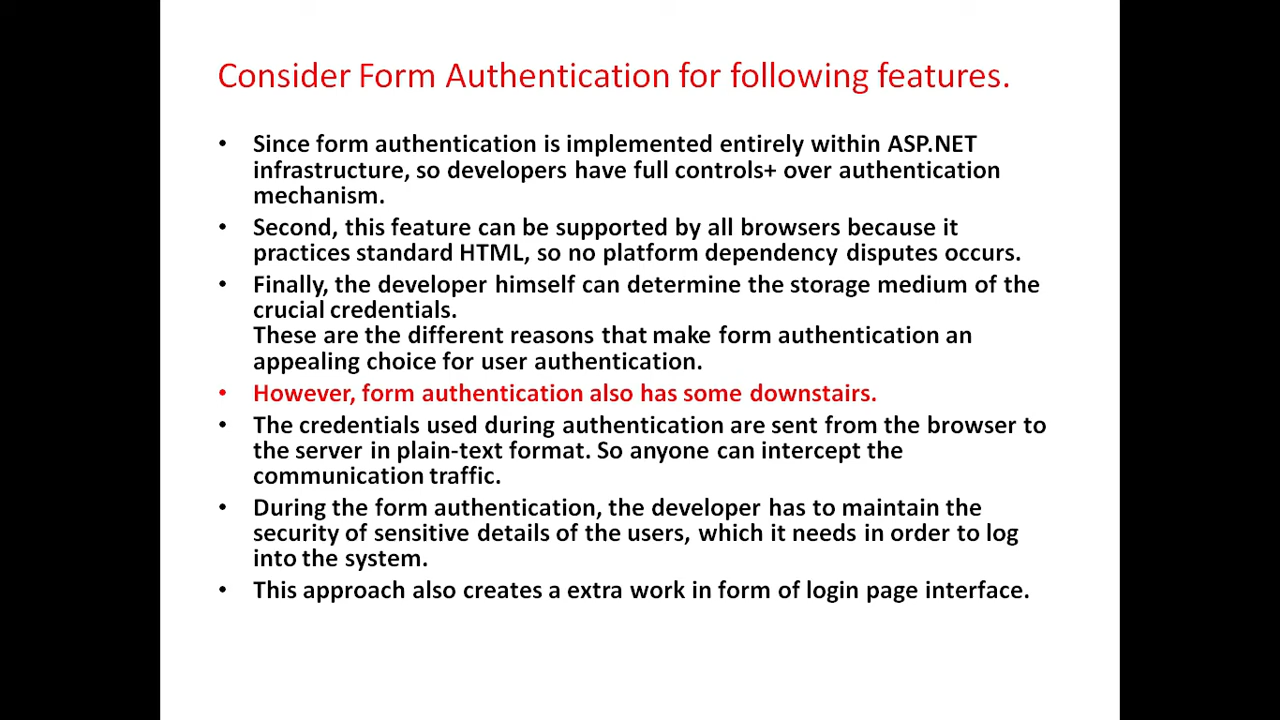 Consider Form Authentication for following features.
• Since form authentication is implemented entirely within ASP.NET
infrastructure, so developers have full controls+ over authentication
mechanism.
• Second, this feature can be supported by all browsers because it
practices standard HTML, so no platform dependency disputes occurs.
• Finally, the developer himself can determine the storage medium of the
crucial credentials.
These are the different reasons that make form authentication an
appealing choice for user authentication.
• However, form authentication also has some downstairs.
• The credentials used during authentication are sent from the browser to
the server in plain-text format. So anyone can intercept the
communication traffic.
• During the form authentication, the developer has to maintain the
security of sensitive details of the users, which it needs in order to log
into the system.
• This approach also creates a extra work in form of login page interface.